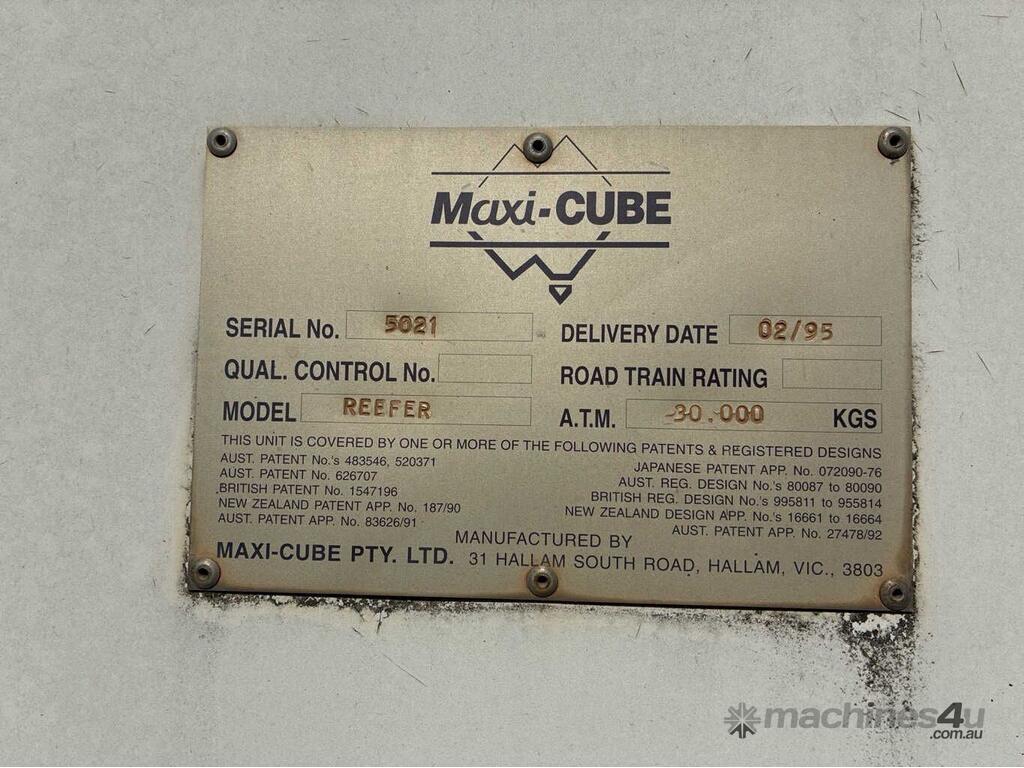 Maxi-CUBE
SERIAL No. 5021
DELIVERY DATE 02/95
QUAL. CONTROL No.
ROAD TRAIN RATING
MODEL REEFER
A.T.M. 30.000 KGS
THIS UNIT IS COVERED BY ONE OR MORE OF THE FOLLOWING PATENTS & REGISTERED DESIGNS
AUST. PATENT No.'s 483546, 520371
AUST. PATENT No. 626707
BRITISH PATENT No. 1547196
NEW ZEALAND PATENT APP. No. 187/90
AUST. PATENT APP. No. 83626/91
JAPANESE PATENT APP. No. 072090-76
AUST. REG. DESIGN No.'s 80087 to 80090
BRITISH REG. DESIGN No.'s 995811 to 955814
NEW ZEALAND DESIGN APP. No.'s 16661 to 16664
AUST. PATENT APP. No. 27478/92
MANUFACTURED BY
MAXI-CUBE PTY. LTD. 31 HALLAM SOUTH ROAD, HALLAM, VIC., 3803
machines4u
.com.au